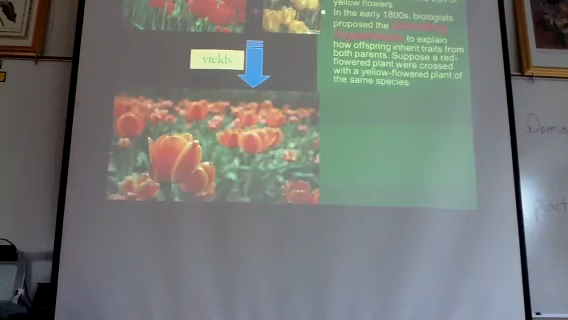 yellow flowers.
In the early 1800s, biologists
proposed the
to explain
how offspring inherit traits from
both parents. Suppose a red-
flowered plant were crossed
with a yellow-flowered plant of
the same species.
yields